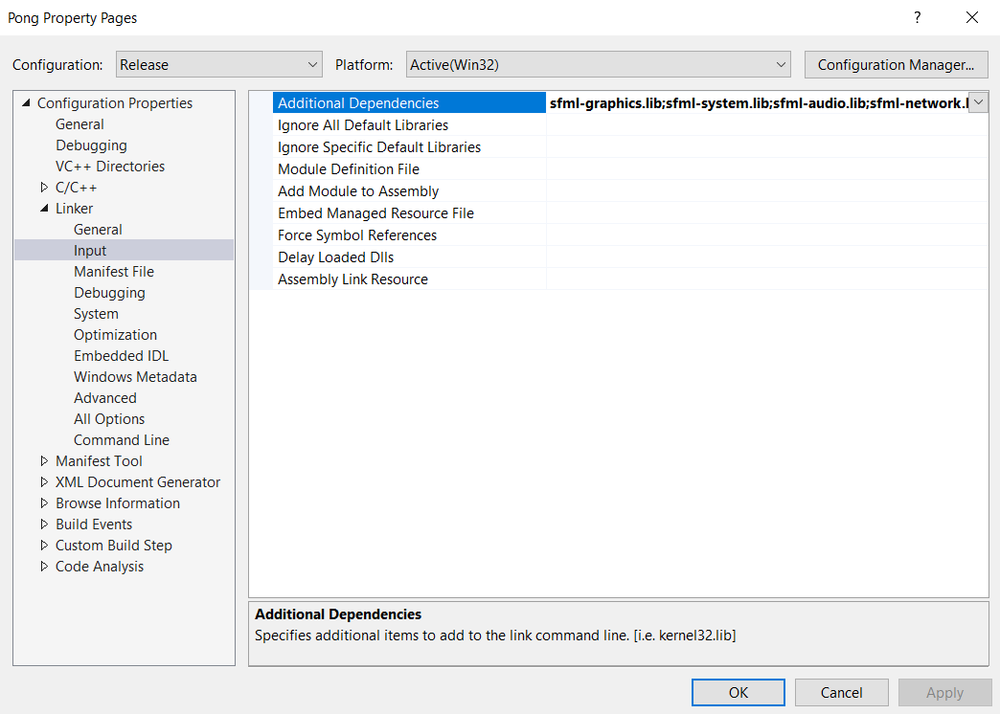 Pong Property Pages
?
Configuration: Release Platform: Active(Win32) Configuration Manager...
Configuration Properties
General
Debugging
VC++ Directories
C/C++
Linker
General
Input
Manifest File
Debugging
System
Optimization
Embedded IDL
Windows Metadata
Advanced
All Options
Command Line
Manifest Tool
XML Document Generator
Browse Information
Build Events
Custom Build Step
Code Analysis
Additional Dependencies sfml-graphics.lib;sfml-system.lib;sfml-audio.lib;sfml-network.l
Ignore All Default Libraries
Ignore Specific Default Libraries
Module Definition File
Add Module to Assembly
Embed Managed Resource File
Force Symbol References
Delay Loaded Dlls
Assembly Link Resource
Additional Dependencies
Specifies additional items to add to the link command line. [i.e. kernel32.lib]
OK Cancel Apply